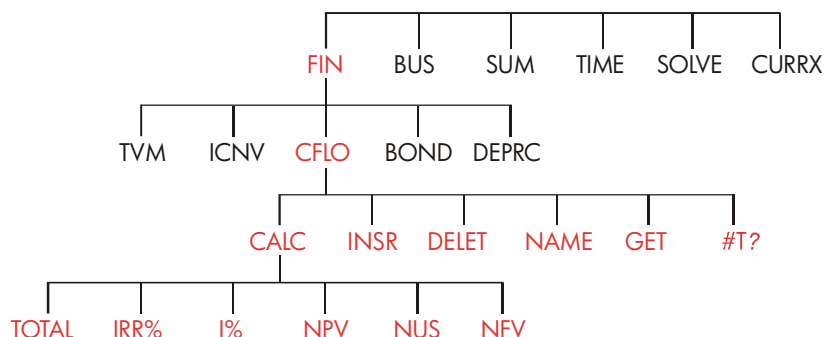 FIN BUS SUM TIME SOLVE CURRX
TVM ICNV CFLO BOND DEPRC
CALC INSR DELET NAME GET #T?
TOTAL IRR% I% NPV NUS NFV